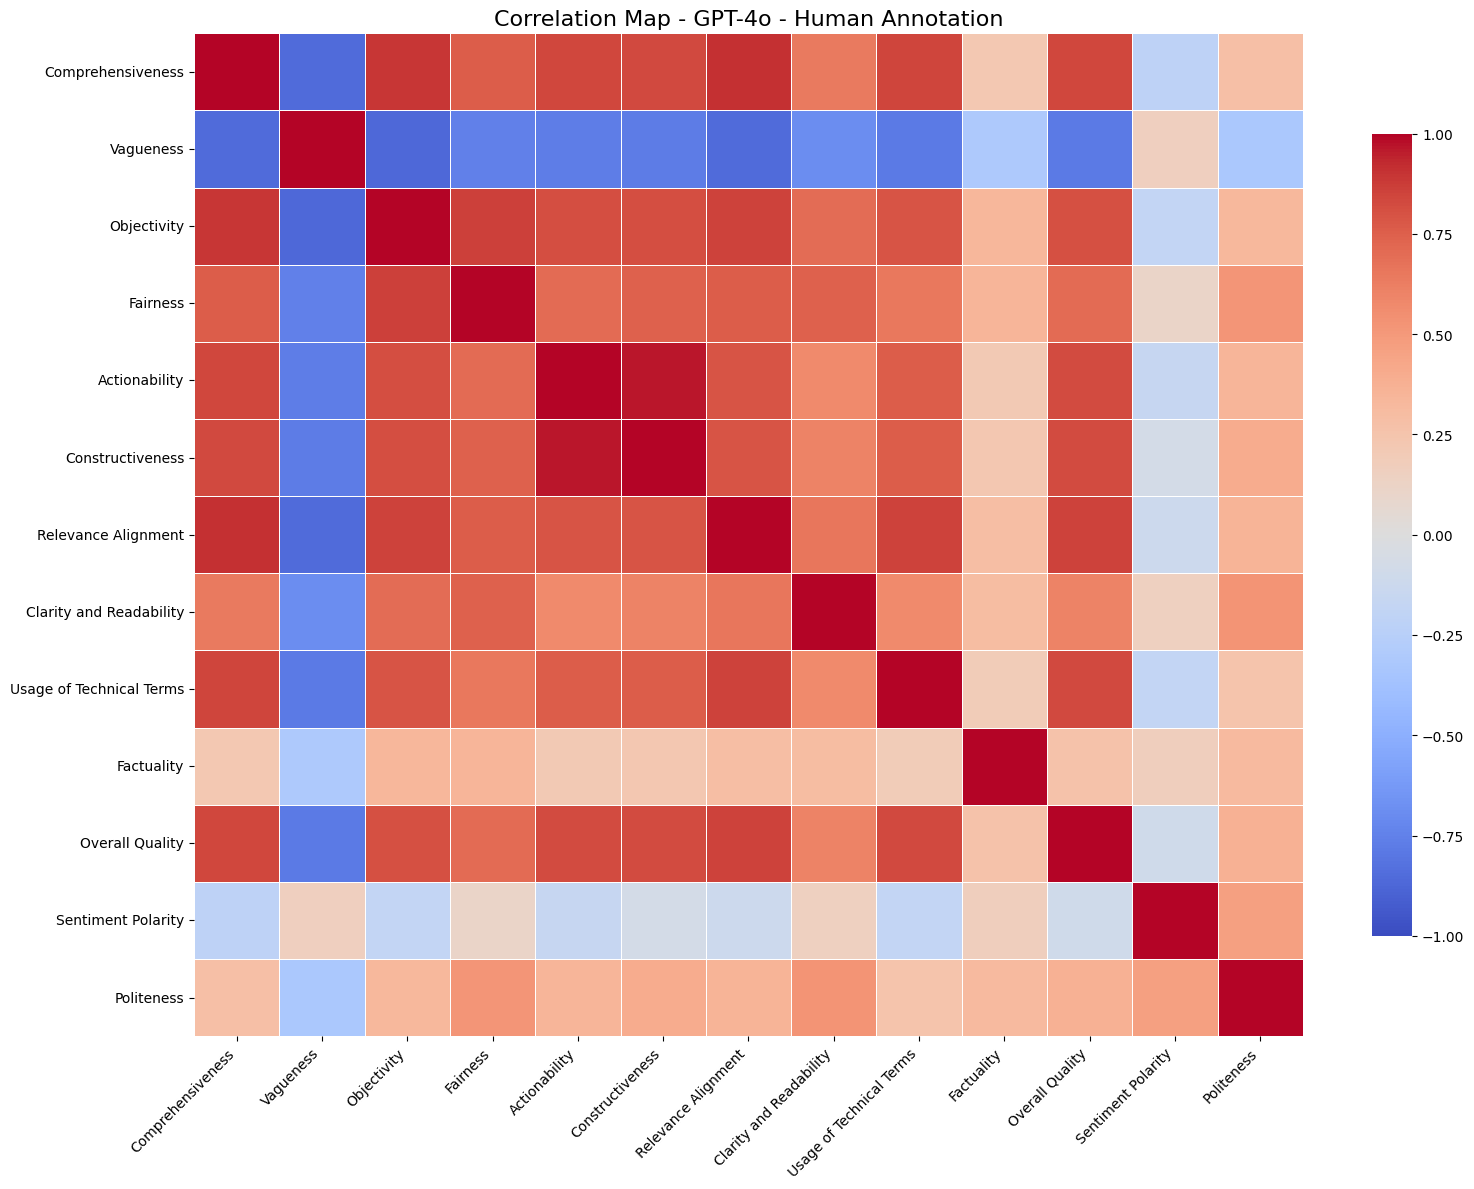 Correlation Map - GPT-4o - Human Annotation
Comprehensiveness
Vagueness
Objectivity
Fairness
Actionability
Constructiveness
Relevance Alignment
Clarity and Readability
Usage of Technical Terms
Factuality
Overall Quality
Sentiment Polarity
Politeness
Comprehensiveness
Vagueness
Objectivity
Fairness
Actionability
Constructiveness
Relevance Alignment
Clarity and Readability
Usage of Technical Terms
Factuality
Overall Quality
Sentiment Polarity
Politeness
1.00
0.75
0.50
0.25
0.00
−0.25
−0.50
−0.75
−1.00